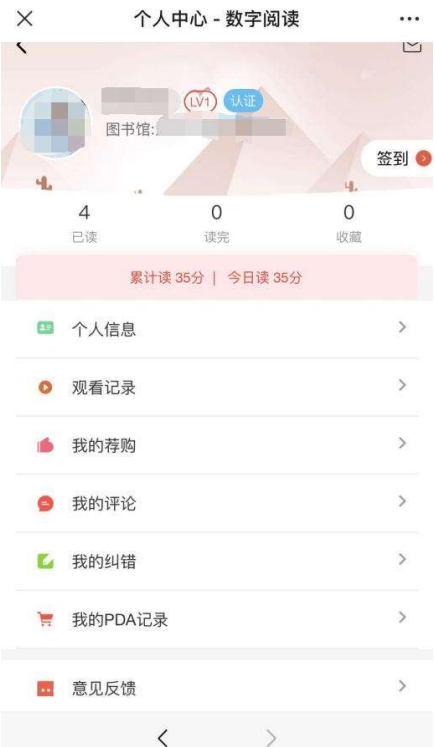 个人中心 - 数字阅读
LV1 认证
图书馆:
签到
4 0 0
已读 读完 收藏
累计读 35分 | 今日读 35分
个人信息
观看记录
我的荐购
我的评论
我的纠错
我的PDA记录
意见反馈